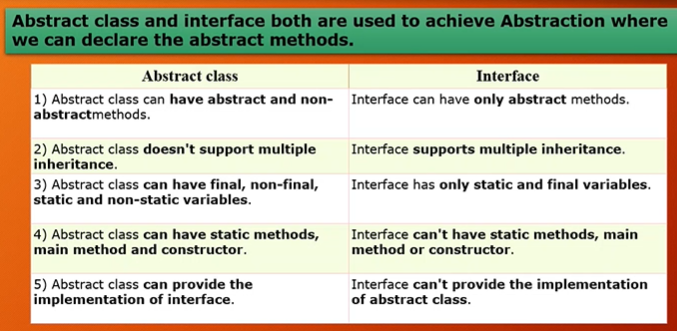 Abstract class and interface both are used to achieve Abstraction where
we can declare the abstract methods.
Abstract class
Interface
1) Abstract class can have abstract and non-
abstractmethods.
Interface can have only abstract methods.
2) Abstract class doesn't support multiple
inheritance.
Interface supports multiple inheritance.
3) Abstract class can have final, non-final,
static and non-static variables.
Interface has only static and final variables.
4) Abstract class can have static methods,
main method and constructor.
Interface can't have static methods, main
method or constructor.
5) Abstract class can provide the
implementation of interface.
Interface can't provide the implementation
of abstract class.